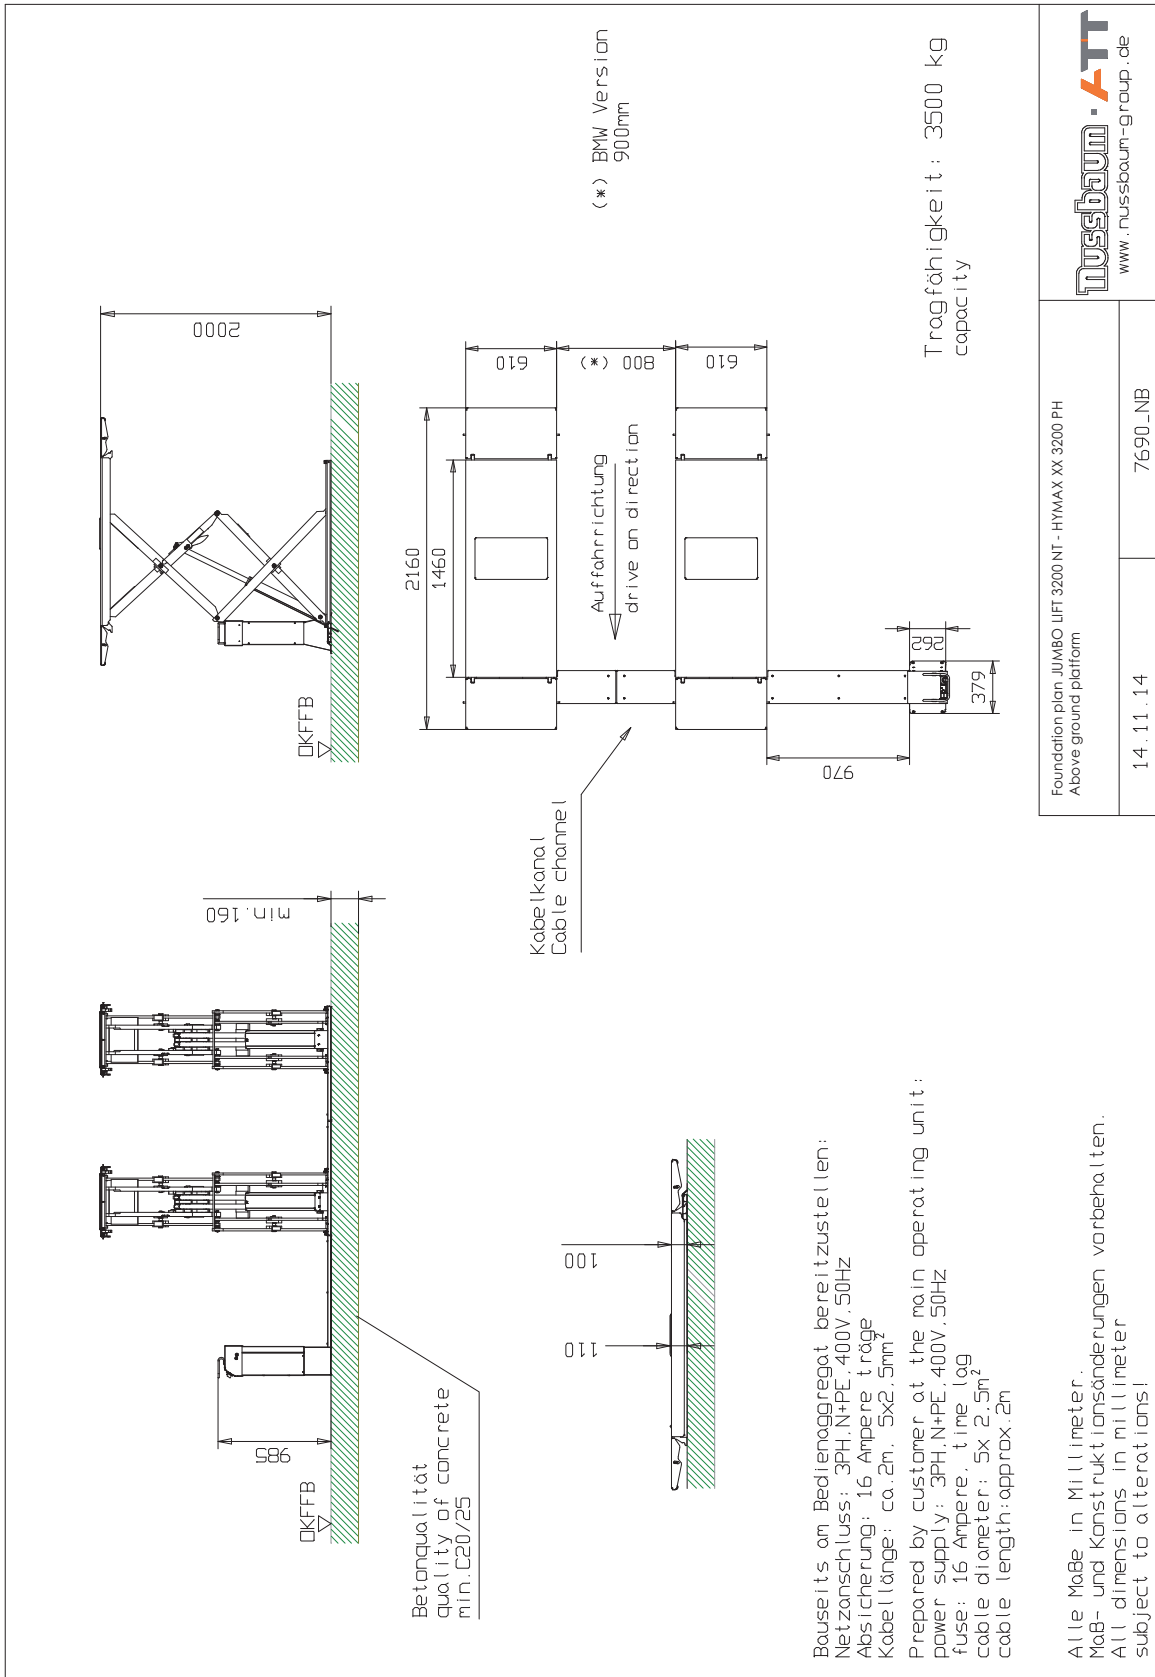 OKFFB
985
min.160
Betonqualität
quality of concrete
min.C20/25
OKFFB
2000
110
100
Kabelkanal
Cable channel
2160
1460
Auffahrrichtung
drive on direction
610
800 (*)
610
970
379
262
(*) BMW Version
900mm
Tragfähigkeit: 3500 kg
capacity
Bauseits am Bedienaggregat bereitzustellen:
Netzanschluss: 3PH,N+PE,400V,50HZ
Absicherung: 16 Ampere träge
Kabellänge: ca.2m, 5x2,5mm²
Prepared by customer at the main operating unit:
power supply: 3PH,N+PE,400V,50Hz
fuse: 16 Ampere, time lag
cable diameter: 5x 2,5m²
cable length:approx.2m
Alle Maße in Millimeter.
Maß- und Konstruktionsänderungen vorbehalten.
All dimensions in millimeter
subject to alterations!
Foundation plan JUMBO LIFT 3200 NT - HYMAX XX 3200 PH
Above ground platform
14.11.14
7690_NB
nussbaum · ATT
www.nussbaum-group.de